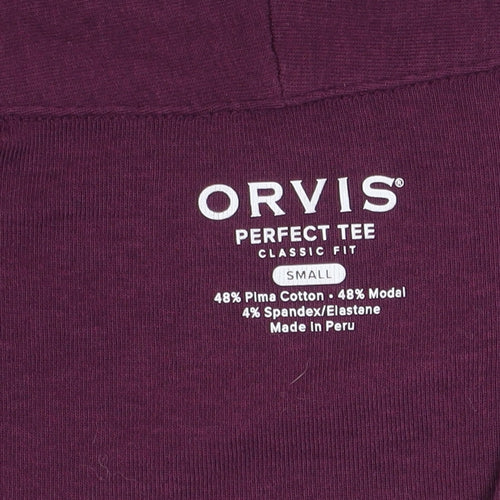 ORVIS®
PERFECT TEE
CLASSIC FIT
SMALL
48% Pima Cotton • 48% Modal
4% Spandex/Elastane
Made in Peru